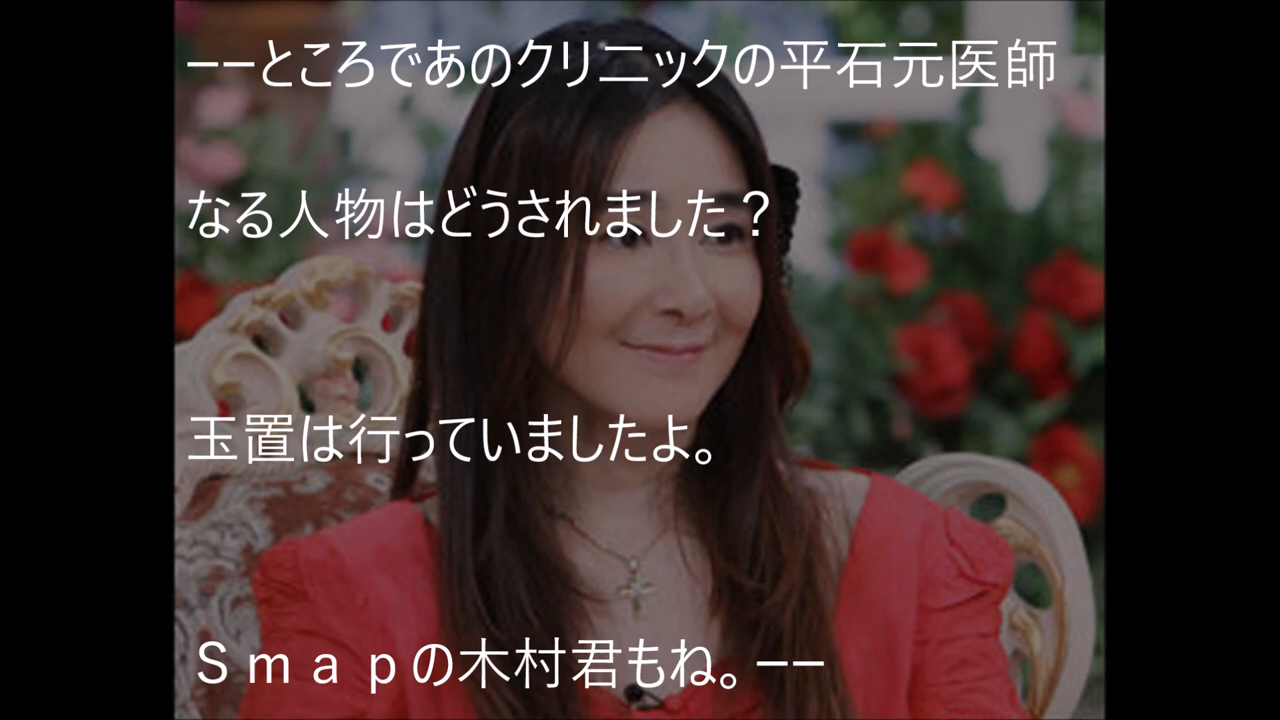 ーーところであのクリニックの平石元医師
なる人物はどうされました？
玉置は行っていましたよ。
Ｓｍａｐの木村君もね。ーー